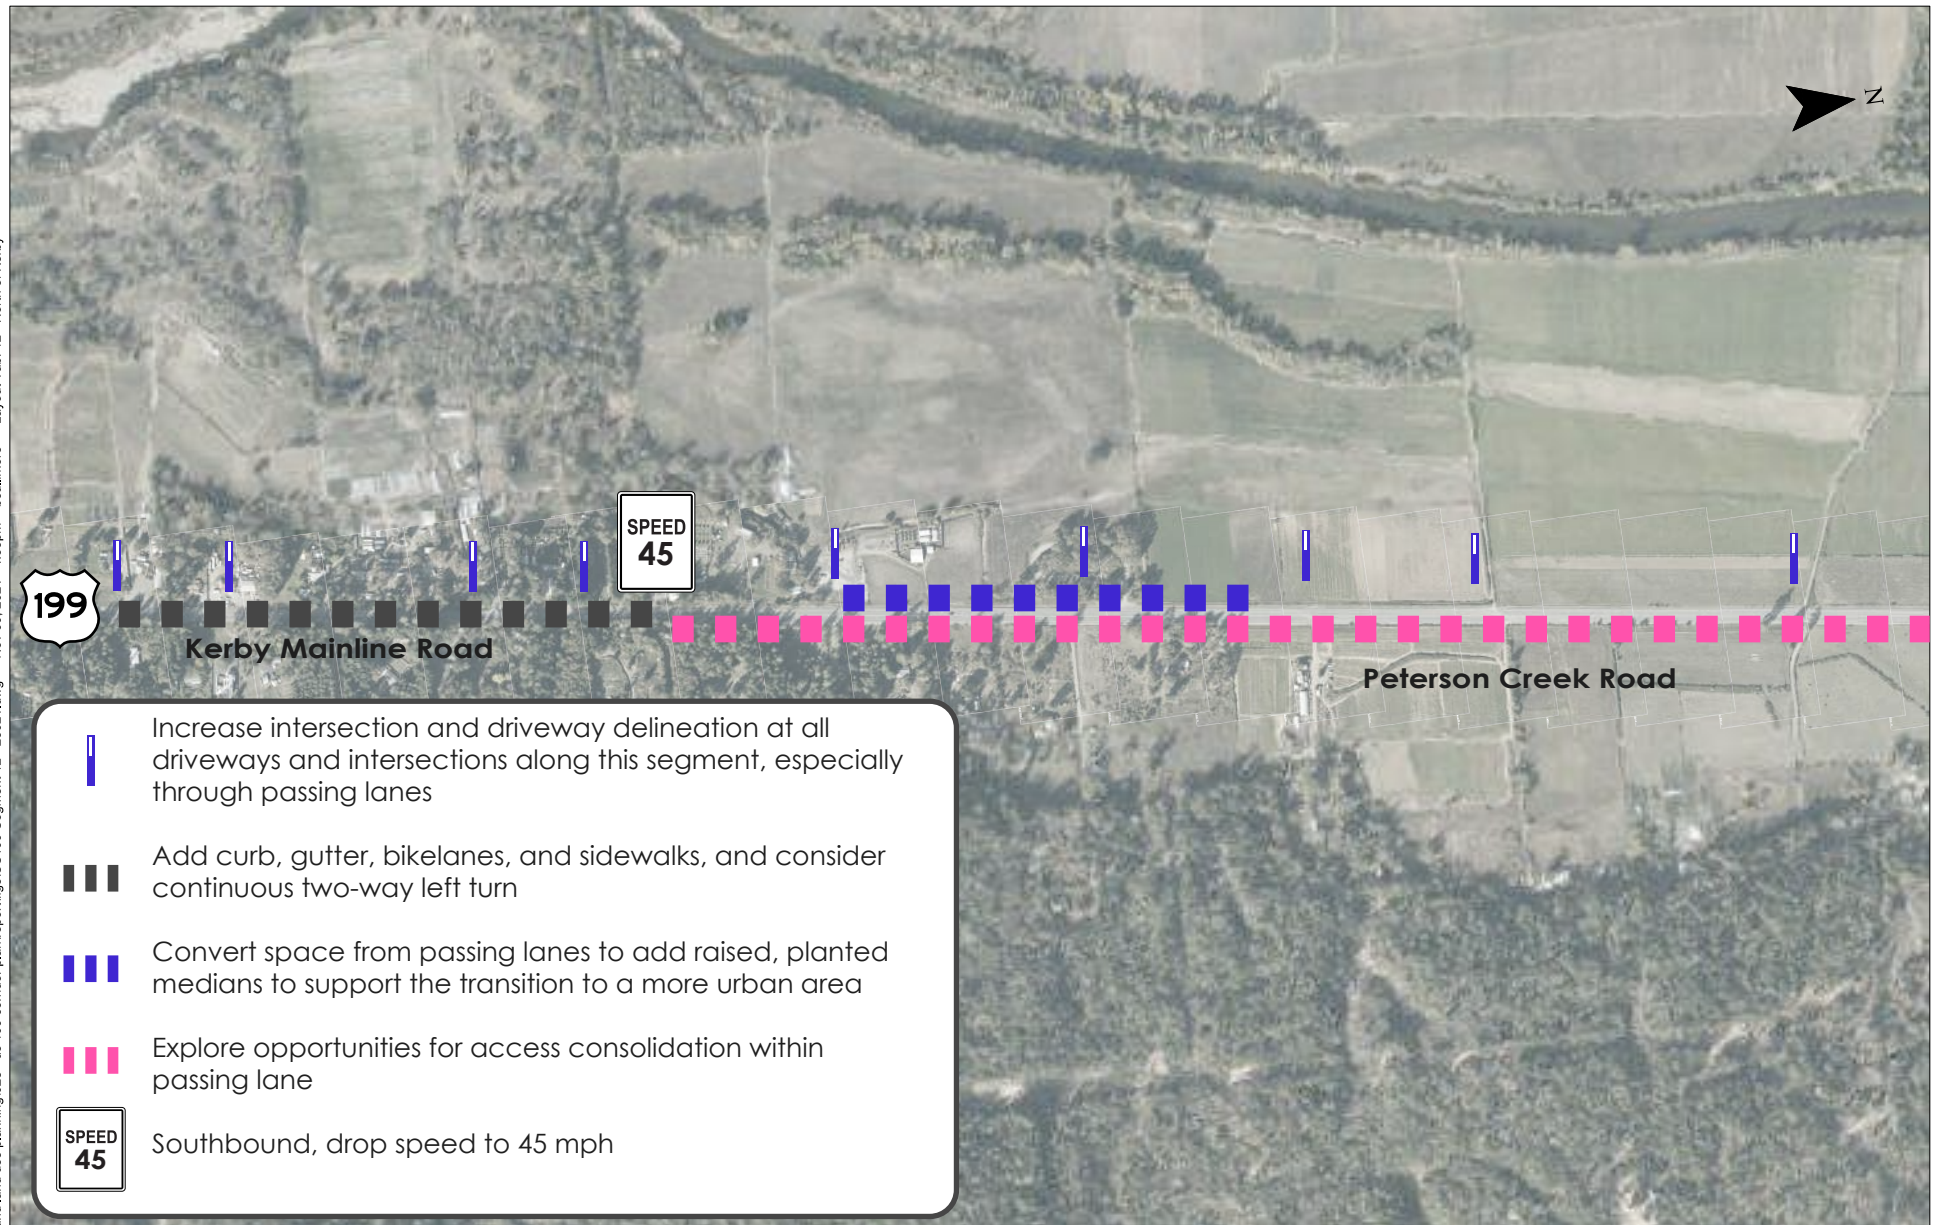 N
SPEED
45
199
Kerby Mainline Road
Peterson Creek Road
Increase intersection and driveway delineation at all
driveways and intersections along this segment, especially
through passing lanes
Add curb, gutter, bikelanes, and sidewalks, and consider
continuous two-way left turn
Convert space from passing lanes to add raised, planted
medians to support the transition to a more urban area
Explore opportunities for access consolidation within
passing lane
SPEED
45
Southbound, drop speed to 45 mph